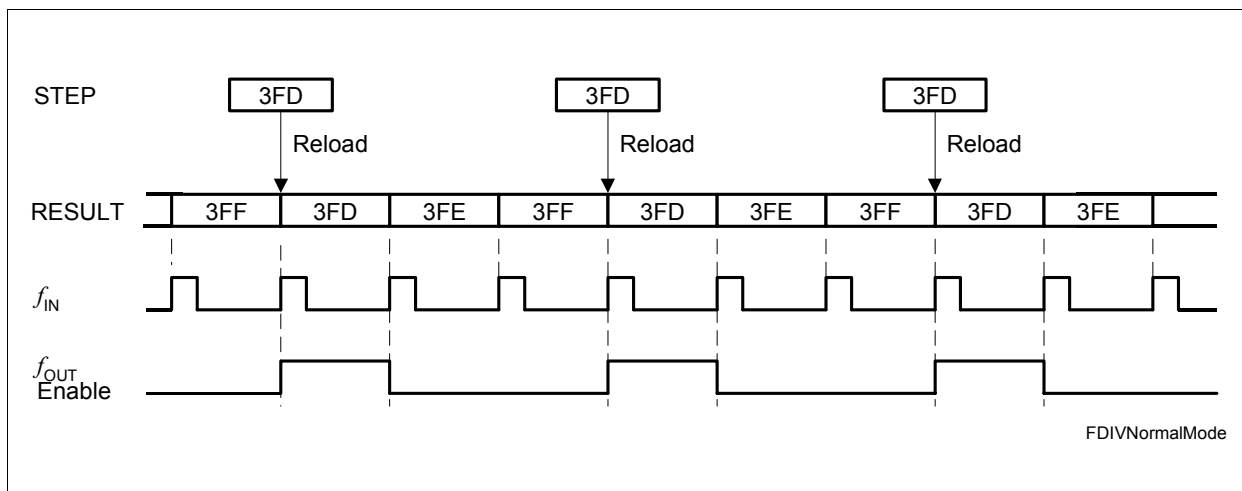 STEP 3FD 3FD 3FD
Reload Reload Reload
RESULT 3FF 3FD 3FE 3FF 3FD 3FE 3FF 3FD 3FE
fIN
fOUT
Enable
FDIVNormalMode